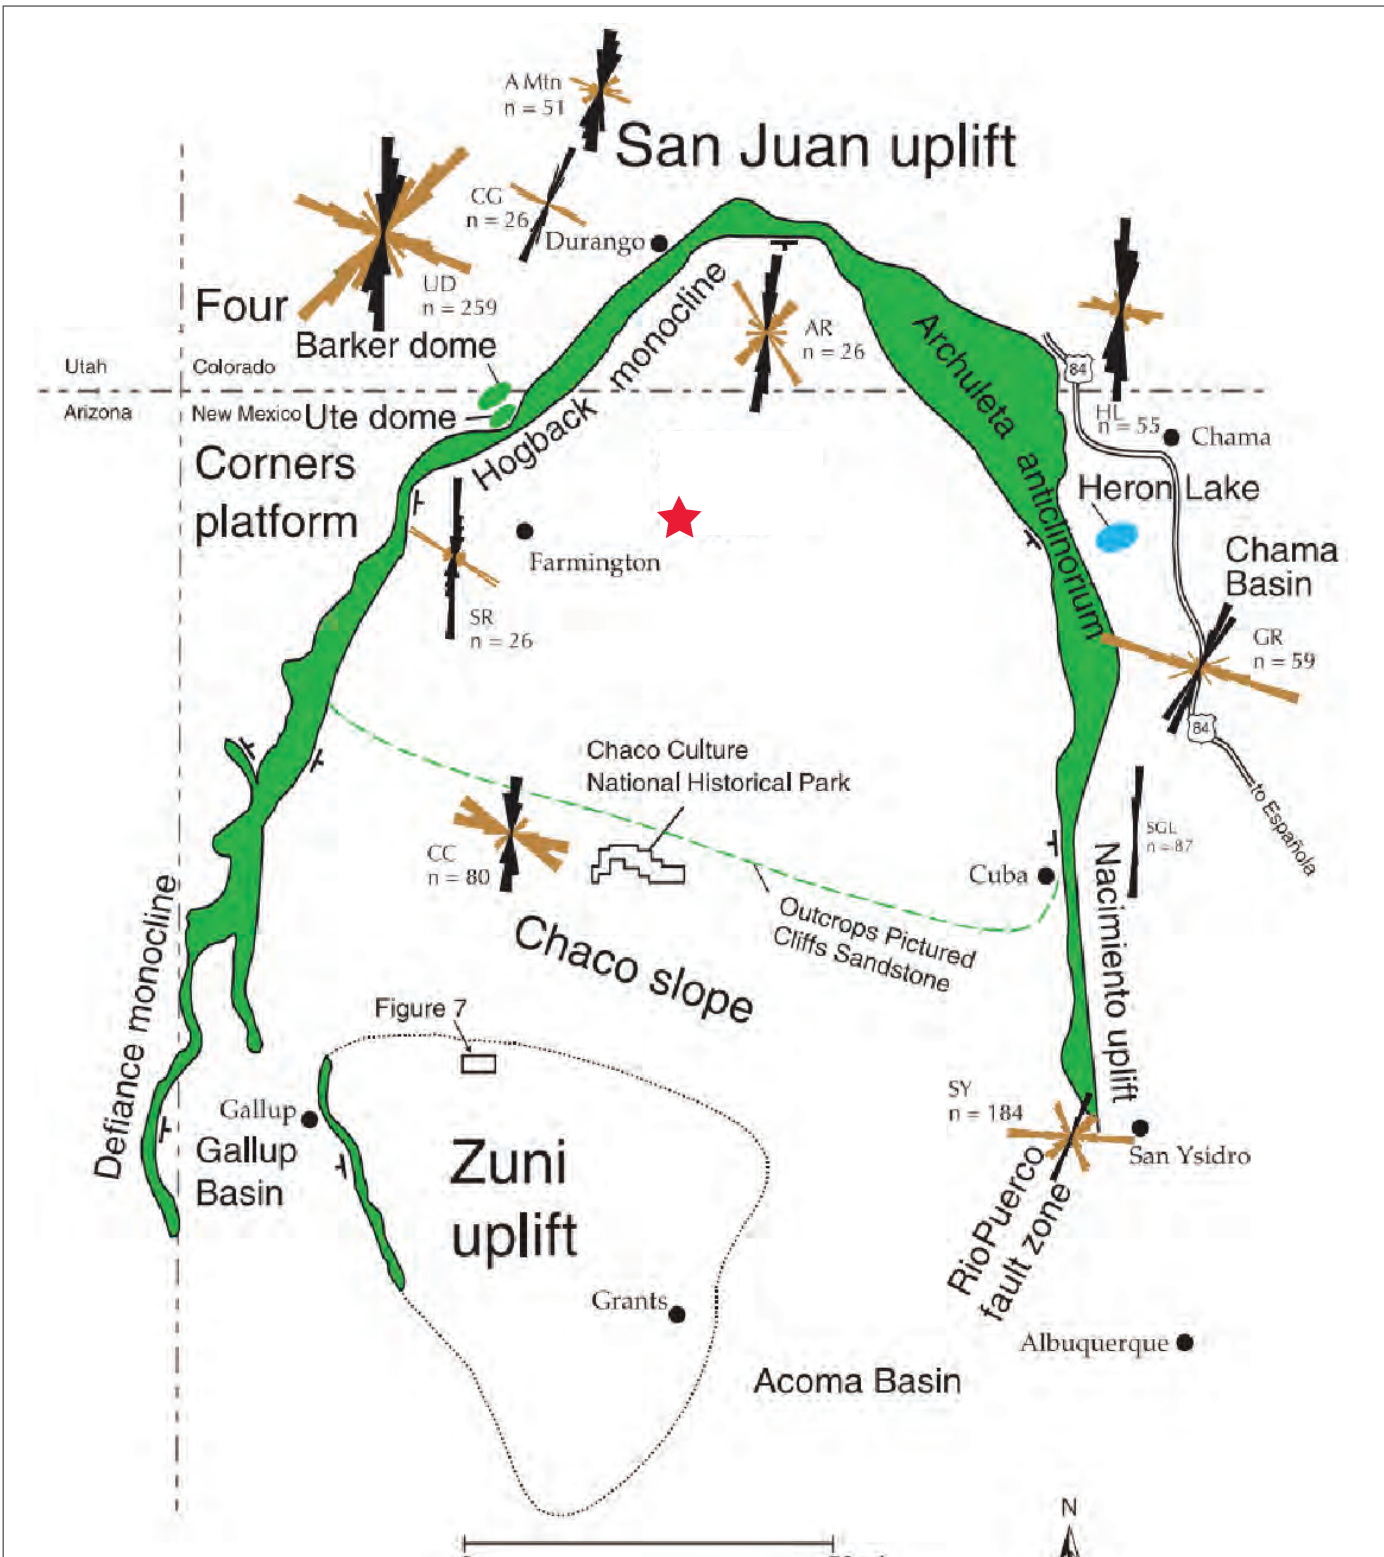 A Mtn
n = 51
San Juan uplift
CG
n = 26
Durango
UD
n = 259
Four
Barker dome
Utah
Colorado
Arizona
New Mexico
Ute dome
Corners
platform
Hogback
monocline
AR
n = 26
Archuleta
anticlinorium
84
HL
n = 55
Chama
Heron Lake
Farmington
Chama
Basin
SR
n = 26
GR
n = 59
84
to Española
Chaco Culture
National Historical Park
SGL
n = 87
CC
n = 80
Cuba
Nacimiento uplift
Outcrops Pictured
Cliffs Sandstone
Chaco slope
Defiance monocline
Figure 7
Gallup
Gallup
Basin
Zuni
uplift
SY
n = 184
San Ysidro
Rio Puerco
fault zone
Grants
Albuquerque
Acoma Basin
N